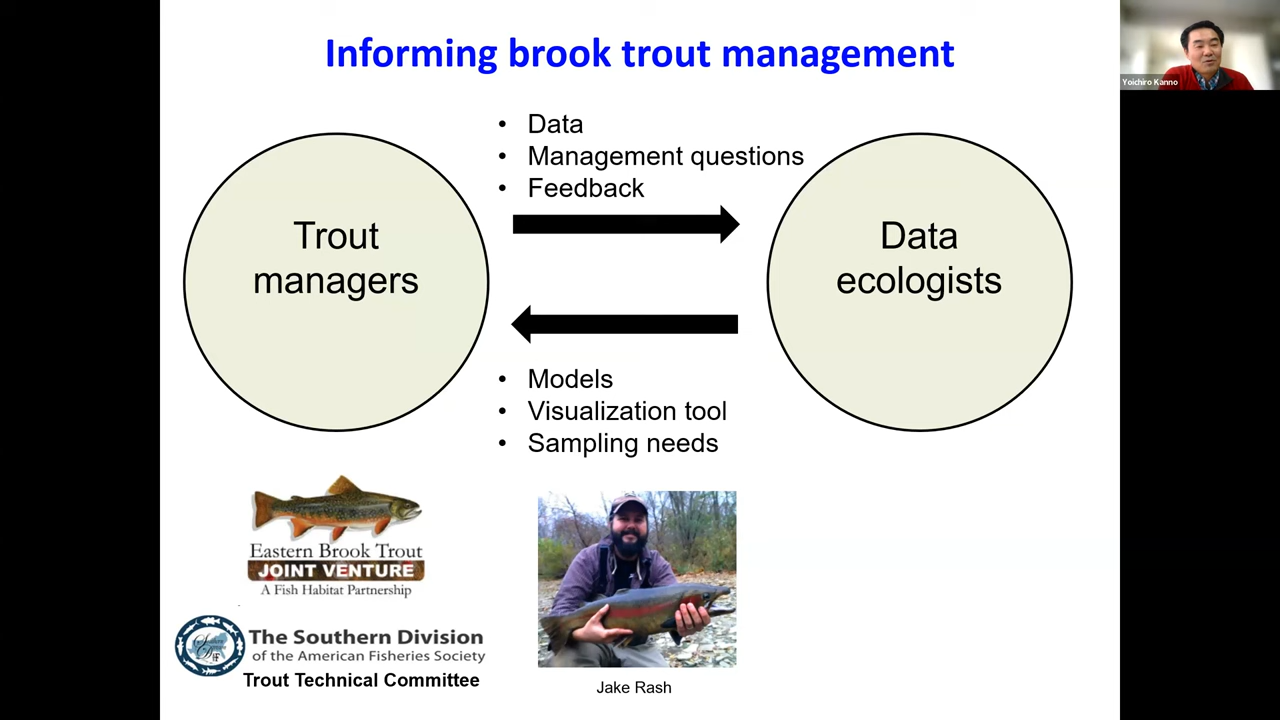 Informing brook trout management
Yoichiro Kanno
• Data
• Management questions
• Feedback
Trout
managers
Data
ecologists
• Models
• Visualization tool
• Sampling needs
Eastern Brook Trout
JOINT VENTURE
A Fish Habitat Partnership
The Southern Division
of the American Fisheries Society
Trout Technical Committee
Jake Rash